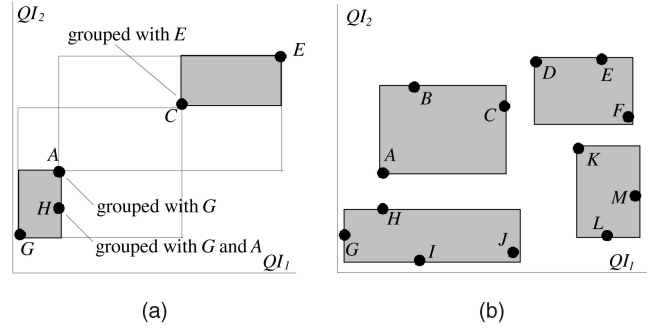 QI2
grouped with E
E
C
A
H
grouped with G
G
grouped with G and A
QI1
(a)
QI2
D
E
B
C
F
A
K
H
M
G
I
J
L
QI1
(b)